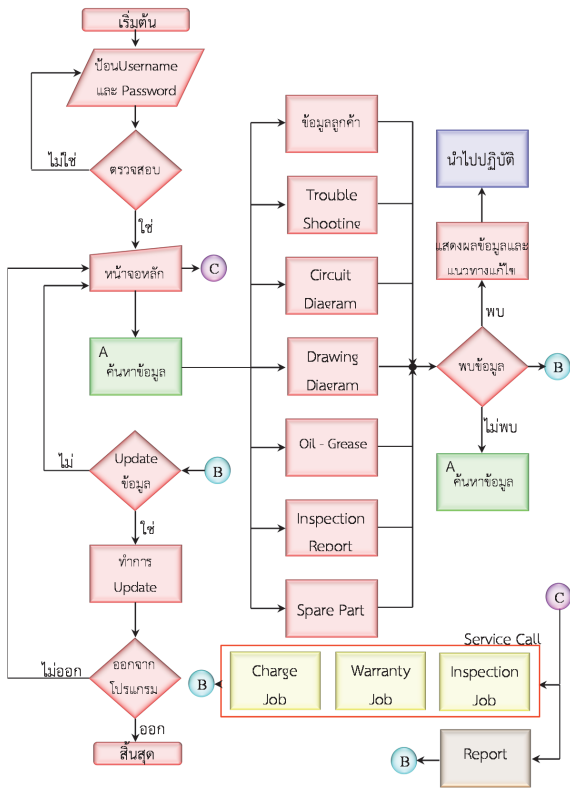 เริ่มต้น
ป้อนUsername
และ Password
ไม่ใช่
ตรวจสอบ
ใช่
หน้าจอหลัก
C
A
ค้นหาข้อมูล
ไม่
Update
ข้อมูล
B
ใช่
ทำการ
Update
ไม่ออก
ออกจาก
โปรแกรม
ออก
สิ้นสุด
ข้อมูลลูกค้า
Trouble
Shooting
Circuit
Diagram
Drawing
Diagram
Oil - Grease
Inspection
Report
Spare Part
นำไปปฏิบัติ
แสดงผลข้อมูลและ
แนวทางแก้ไข
พบ
พบข้อมูล
B
ไม่พบ
A
ค้นหาข้อมูล
C
Service Call
B
Charge
Job
Warranty
Job
Inspection
Job
B
Report